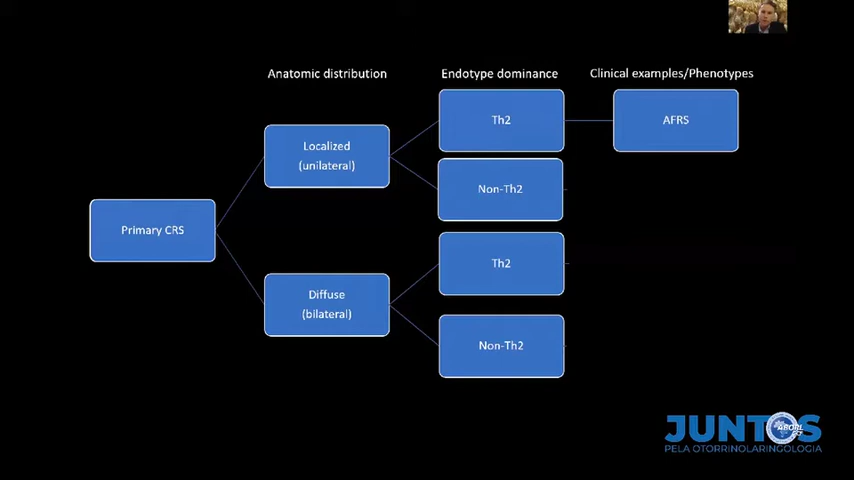 Anatomic distribution
Endotype dominance
Clinical examples/Phenotypes
Th2
AFRS
Localized
(unilateral)
Non-Th2
Primary CRS
Th2
Diffuse
(bilateral)
Non-Th2
JUNTOS
PELA OTORRINOLARINGOLOGIA